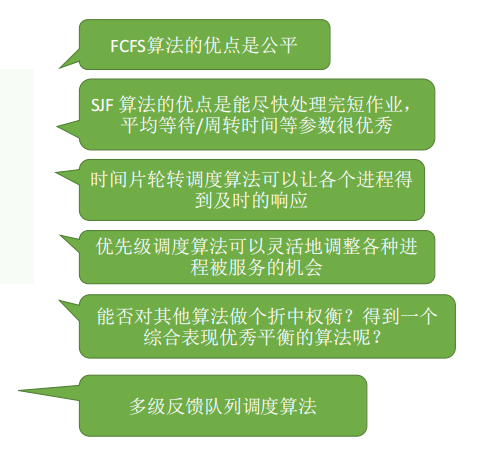 FCFS算法的优点是公平
SJF 算法的优点是能尽快处理完短作业，
平均等待/周转时间等参数很优秀
时间片轮转调度算法可以让各个进程得
到及时的响应
优先级调度算法可以灵活地调整各种进
程被服务的机会
能否对其他算法做个折中权衡？得到一个
综合表现优秀平衡的算法呢？
多级反馈队列调度算法